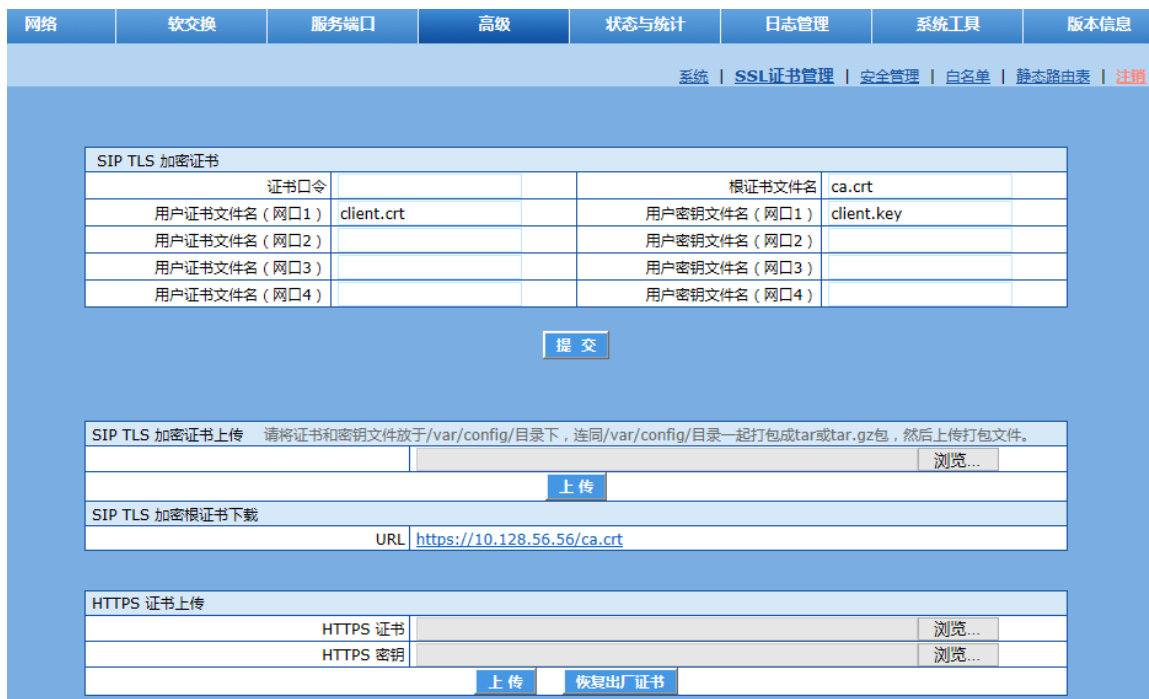 网络 软交换 服务端口 高级 状态与统计 日志管理 系统工具 版本信息
系统 | SSL证书管理 | 安全管理 | 白名单 | 静态路由表 | 注销
SIP TLS 加密证书
证书口令 根证书文件名 ca.crt
用户证书文件名(网口1) client.crt 用户密钥文件名(网口1) client.key
用户证书文件名(网口2) 用户密钥文件名(网口2)
用户证书文件名(网口3) 用户密钥文件名(网口3)
用户证书文件名(网口4) 用户密钥文件名(网口4)
提 交
SIP TLS 加密证书上传 请将证书和密钥文件放于/var/config/目录下,连同/var/config/目录一起打包成tar或tar.gz包,然后上传打包文件。
浏览...
上 传
SIP TLS 加密根证书下载
URL https://10.128.56.56/ca.crt
HTTPS 证书上传
HTTPS 证书 浏览...
HTTPS 密钥 浏览...
上 传 恢复出厂证书